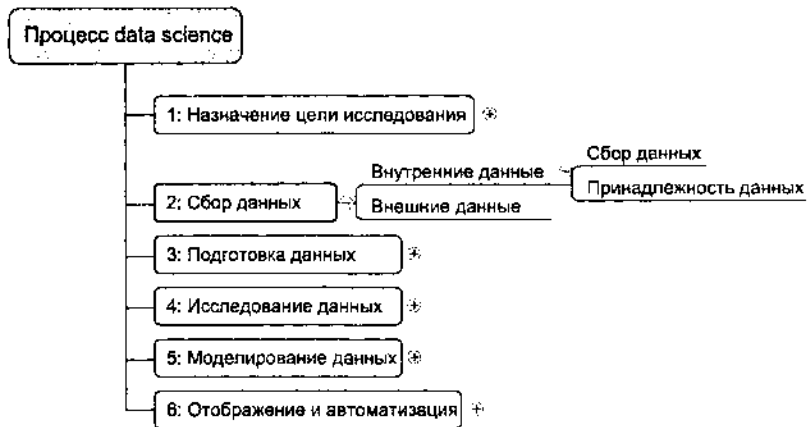 Процесс data science
1: Назначение цели исследования
2: Сбор данных
Внутренние данные
Внешние данные
Сбор данных
Принадлежность данных
3: Подготовка данных
4: Исследование данных
5: Моделирование данных
6: Отображение и автоматизация